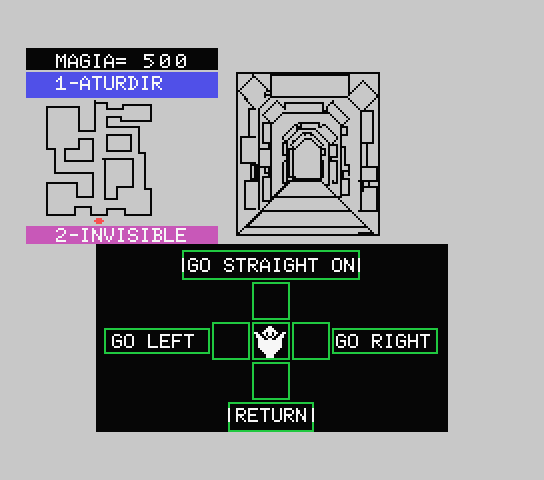 MAGIA= 500
1-ATURDIR
2-INVISIBLE
GO STRAIGHT ON
GO LEFT
GO RIGHT
RETURN